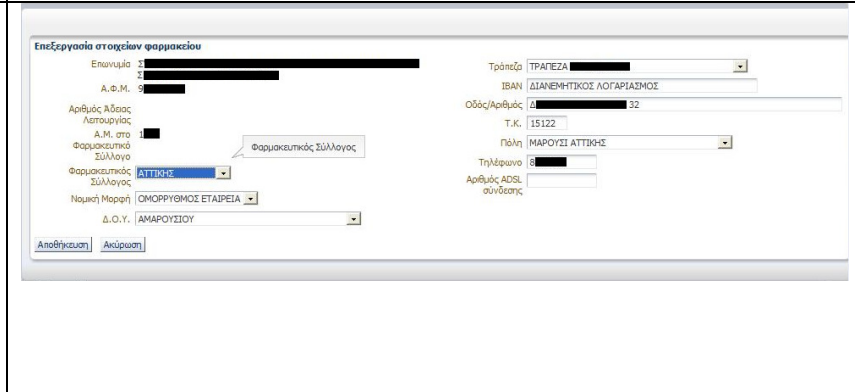 Επεξεργασία στοιχείων φαρμακείου
Επωνυμία Σ
Σ
Α.Φ.Μ. 9
Αριθμός Άδειας
Λειτουργίας
Α.Μ. στο 1
Φαρμακευτικό
Σύλλογο
Φαρμακευτικός Σύλλογος
Φαρμακευτικός ΑΤΤΙΚΗΣ
Σύλλογος
Νομική Μορφή ΟΜΟΡΡΥΘΜΟΣ ΕΤΑΙΡΕΙΑ
Δ.Ο.Υ. ΑΜΑΡΟΥΣΙΟΥ
Αποθήκευση Ακύρωση
Τράπεζα ΤΡΑΠΕΖΑ
IBAN ΔΙΑΝΕΜΗΤΙΚΟΣ ΛΟΓΑΡΙΑΣΜΟΣ
Οδός/Αριθμός Δ 32
Τ.Κ. 15122
Πόλη ΜΑΡΟΥΣΙ ΑΤΤΙΚΗΣ
Τηλέφωνο 8
Αριθμός ADSL
σύνδεσης